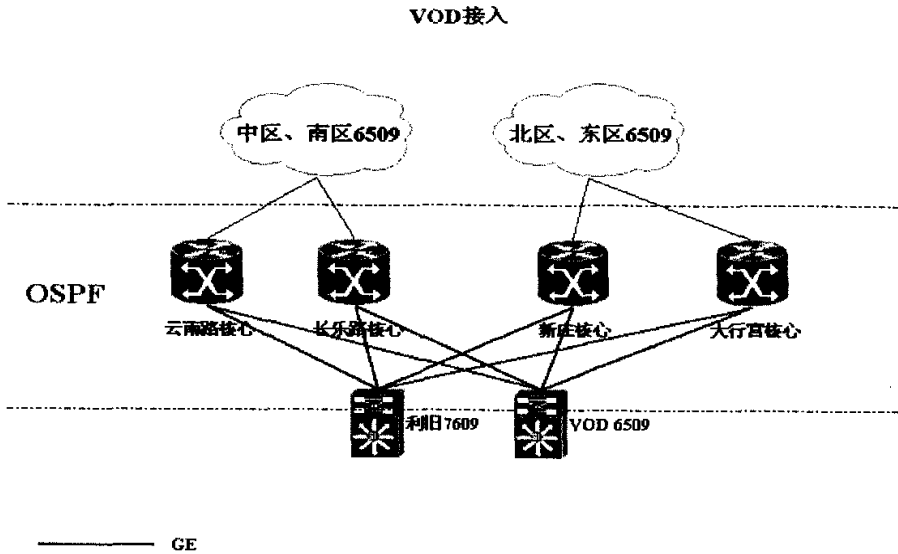 VOD接入
中区、南区6509
北区、东区6509
OSPF
云南路核心
长乐路核心
新庄核心
大行宫核心
利旧7609
VOD 6509
GE